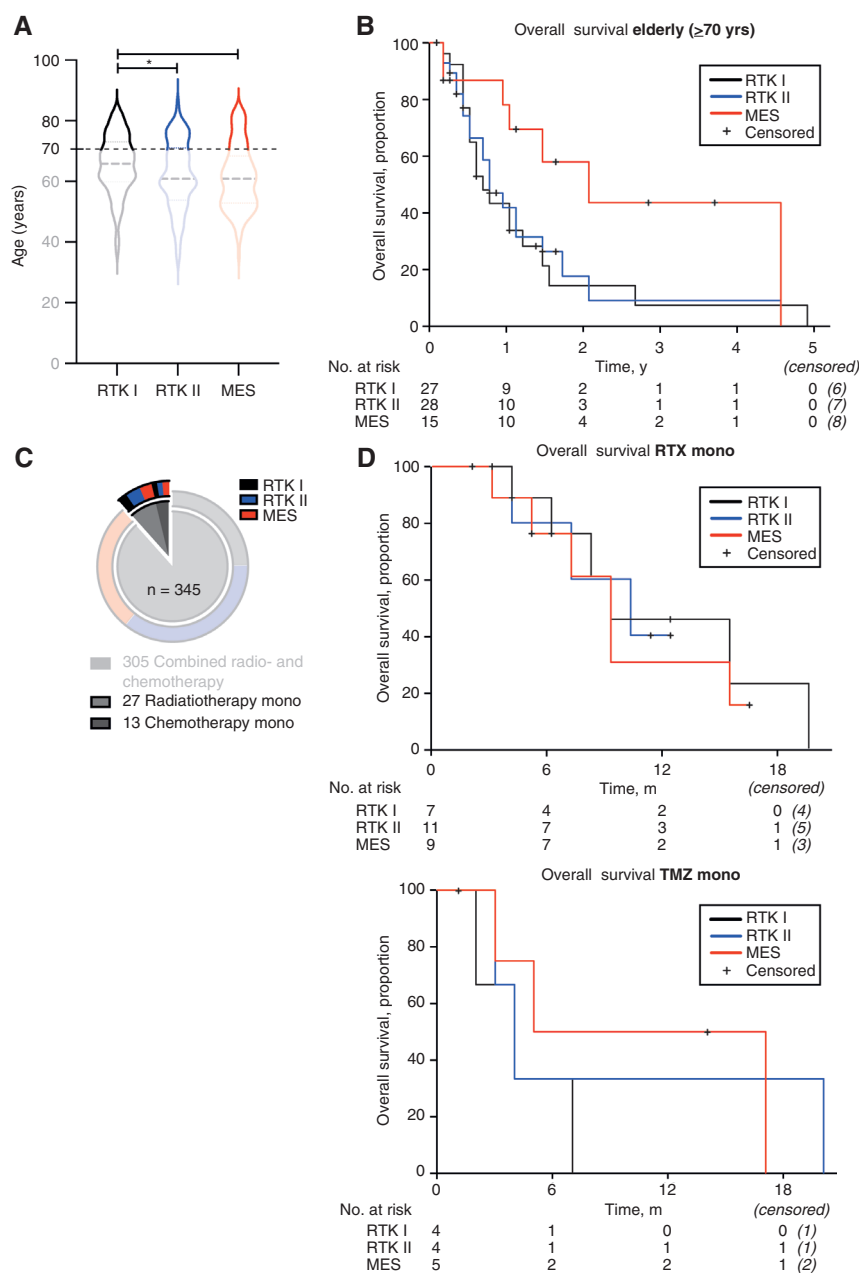 A
100
80
70
60
40
20
0
Age (years)
*
RTK I RTK II MES
B
Overall survival elderly (≥70 yrs)
100
80
60
40
20
0
Overall survival, proportion
RTK I
RTK II
MES
+ Censored
0 1 2 3 4 5
No. at risk Time, y (censored)
RTK I 27 9 2 1 1 0 (6)
RTK II 28 10 3 1 1 0 (7)
MES 15 10 4 2 1 0 (8)
C
RTK I
RTK II
MES
n = 345
305 Combined radio- and
chemotherapy
27 Radiatiotherapy mono
13 Chemotherapy mono
D
Overall survival RTX mono
100
80
60
40
20
0
Overall survival, proportion
RTK I
RTK II
MES
+ Censored
0 6 12 18
No. at risk Time, m (censored)
RTK I 7 4 2 0 (4)
RTK II 11 7 3 1 (5)
MES 9 7 2 1 (3)
Overall survival TMZ mono
100
80
60
40
20
0
Overall survival, proportion
RTK I
RTK II
MES
+ Censored
0 6 12 18
No. at risk Time, m (censored)
RTK I 4 1 0 0 (1)
RTK II 4 1 1 1 (1)
MES 5 2 2 1 (2)